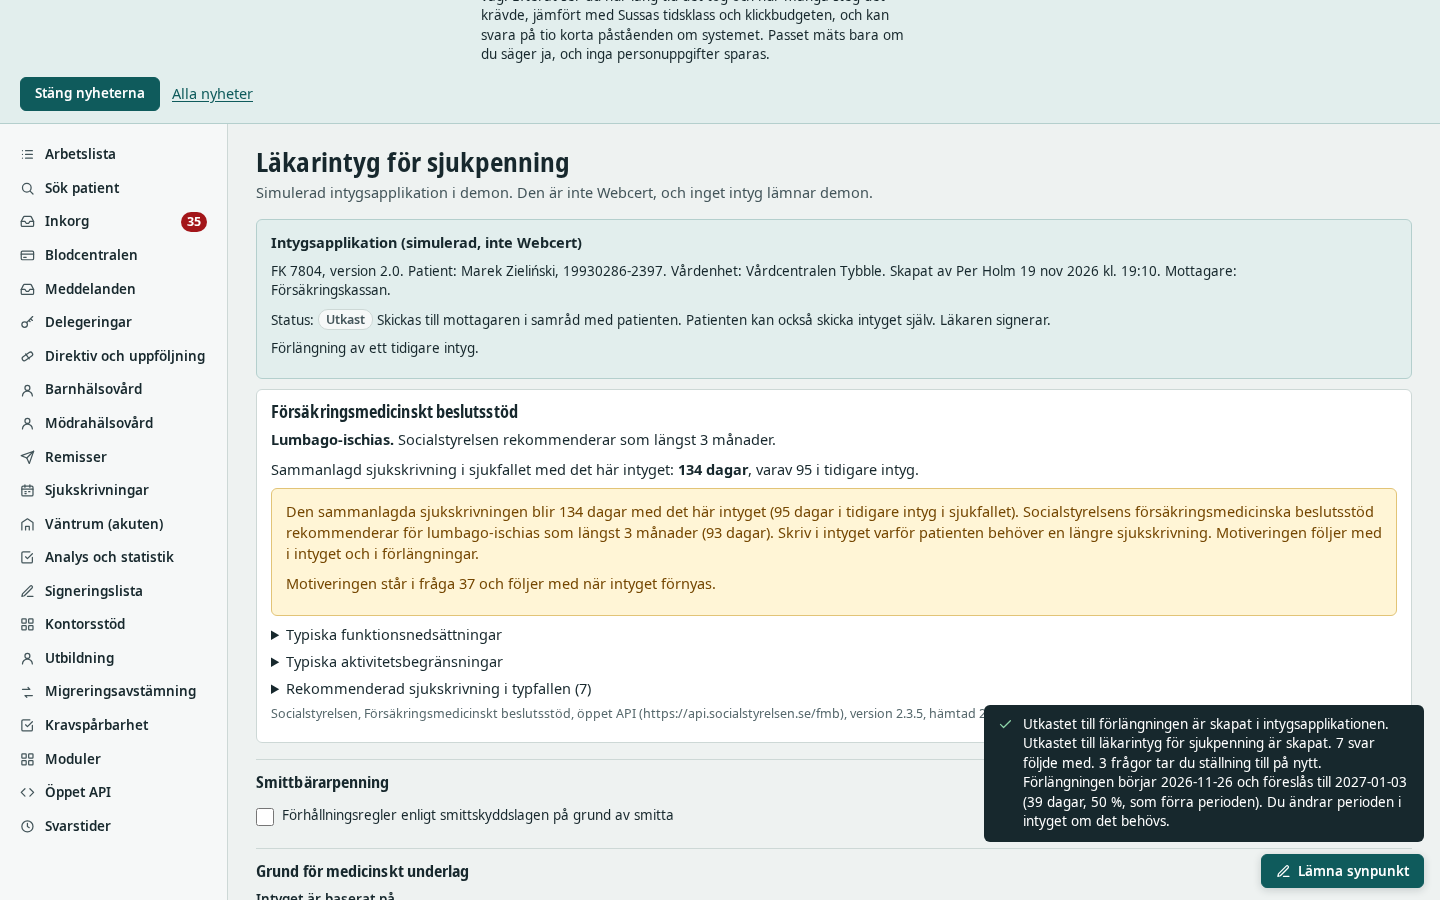 krävde, jämfört med Sussas tidsklass och klickbudgeten, och kan
svara på tio korta påståenden om systemet. Passet mäts bara om
du säger ja, och inga personuppgifter sparas.
Stäng nyheterna
Alla nyheter
Arbetslista
Sök patient
Inkorg
35
Blodcentralen
Meddelanden
Delegeringar
Direktiv och uppföljning
Barnhälsovård
Mödrahälsovård
Remisser
Sjukskrivningar
Väntrum (akuten)
Analys och statistik
Signeringslista
Kontorsstöd
Utbildning
Migreringsavstämning
Kravspårbarhet
Moduler
Öppet API
Svarstider
Läkarintyg för sjukpenning
Simulerad intygsapplikation i demon. Den är inte Webcert, och inget intyg lämnar demon.
Intygsapplikation (simulerad, inte Webcert)
FK 7804, version 2.0. Patient: Marek Zieliński, 19930286-2397. Vårdenhet: Vårdcentralen Tybble. Skapat av Per Holm 19 nov 2026 kl. 19:10. Mottagare:
Försäkringskassan.
Status: Utkast Skickas till mottagaren i samråd med patienten. Patienten kan också skicka intyget själv. Läkaren signerar.
Förlängning av ett tidigare intyg.
Försäkringsmedicinskt beslutsstöd
Lumbago-ischias. Socialstyrelsen rekommenderar som längst 3 månader.
Sammanlagd sjukskrivning i sjukfallet med det här intyget: 134 dagar, varav 95 i tidigare intyg.
Den sammanlagda sjukskrivningen blir 134 dagar med det här intyget (95 dagar i tidigare intyg i sjukfallet). Socialstyrelsens försäkringsmedicinska beslutsstöd
rekommenderar för lumbago-ischias som längst 3 månader (93 dagar). Skriv i intyget varför patienten behöver en längre sjukskrivning. Motiveringen följer med
i intyget och i förlängningar.
Motiveringen står i fråga 37 och följer med när intyget förnyas.
Typiska funktionsnedsättningar
Typiska aktivitetsbegränsningar
Rekommenderad sjukskrivning i typfallen (7)
Socialstyrelsen, Försäkringsmedicinskt beslutsstöd, öppet API (https://api.socialstyrelsen.se/fmb), version 2.3.5, hämtad
Utkastet till förlängningen är skapat i intygsapplikationen.
Utkastet till läkarintyg för sjukpenning är skapat. 7 svar
följde med. 3 frågor tar du ställning till på nytt.
Förlängningen börjar 2026-11-26 och föreslås till 2027-01-03
(39 dagar, 50 %, som förra perioden). Du ändrar perioden i
intyget om det behövs.
Smittbärarpenning
Förhållningsregler enligt smittskyddslagen på grund av smitta
Grund för medicinskt underlag
Lämna synpunkt
Intyget är baserat på